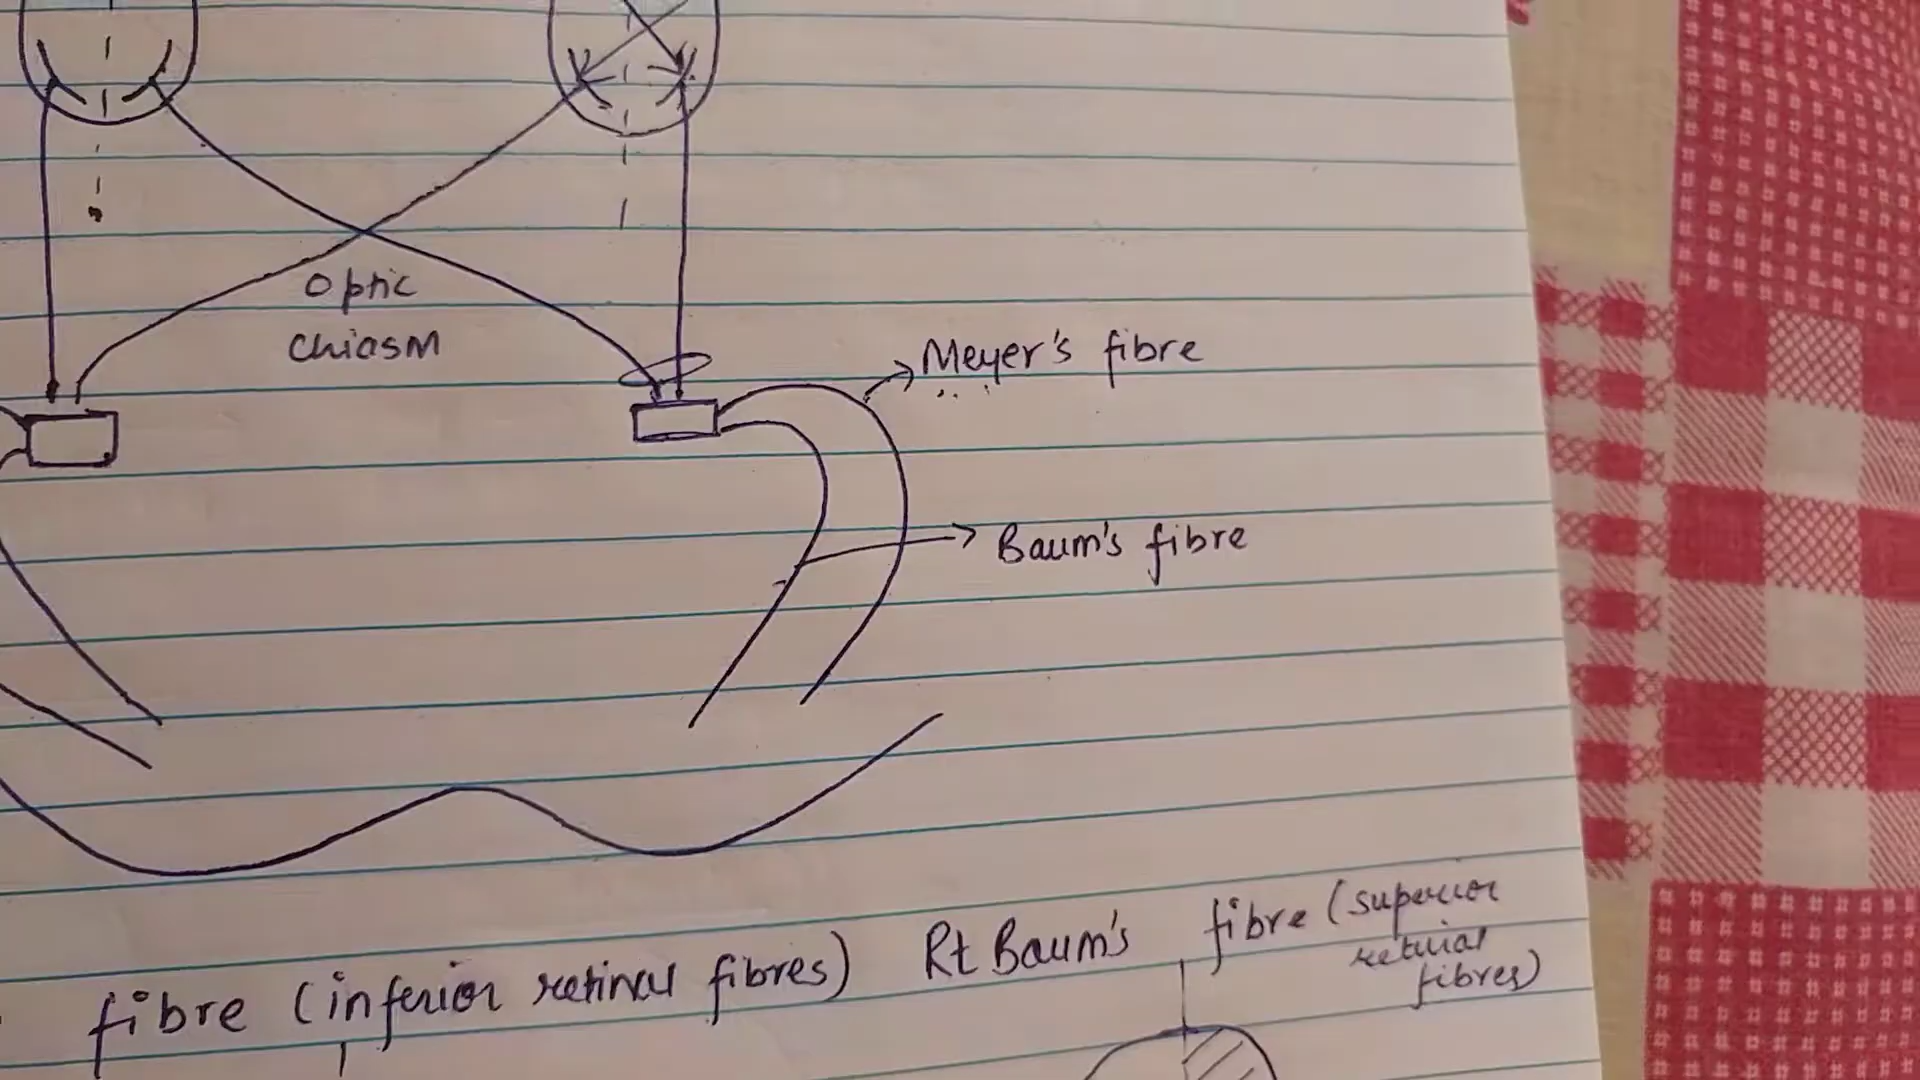 Optic
Chiasm
Meyer's fibre
Baum's fibre
fibre (inferior retinal fibres) Rt Baum's fibre (superior
retinal
fibres)